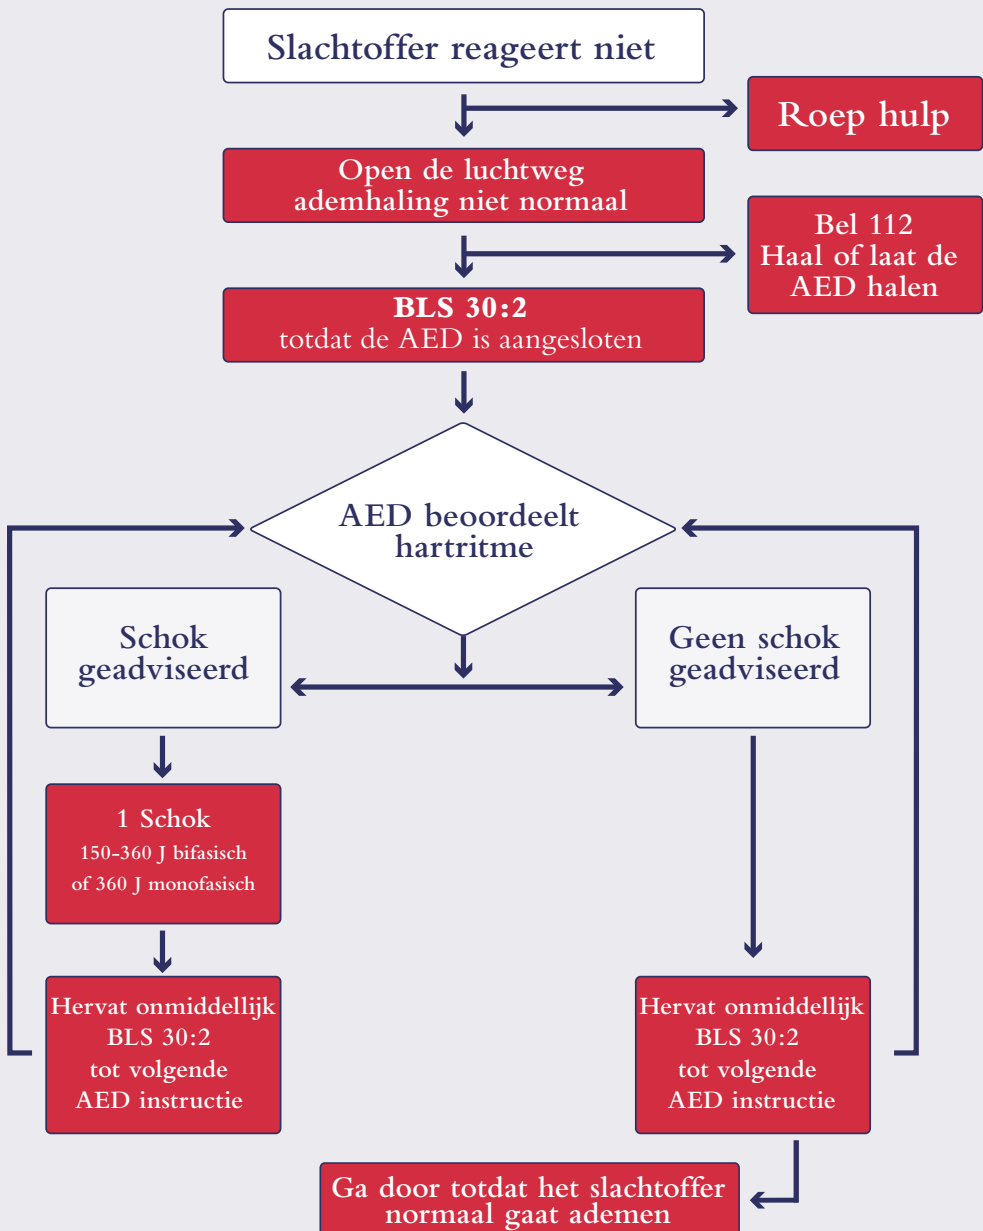 Slachtoffer reageert niet
Roep hulp
Open de luchtweg
ademhaling niet normaal
Bel 112
Haal of laat de
AED halen
BLS 30:2
totdat de AED is aangesloten
AED beoordeelt
hartritme
Schok
geadviseerd
Geen schok
geadviseerd
1 Schok
150-360 J bifasisch
of 360 J monofasisch
Hervat onmiddellijk
BLS 30:2
tot volgende
AED instructie
Hervat onmiddellijk
BLS 30:2
tot volgende
AED instructie
Ga door totdat het slachtoffer
normaal gaat ademen